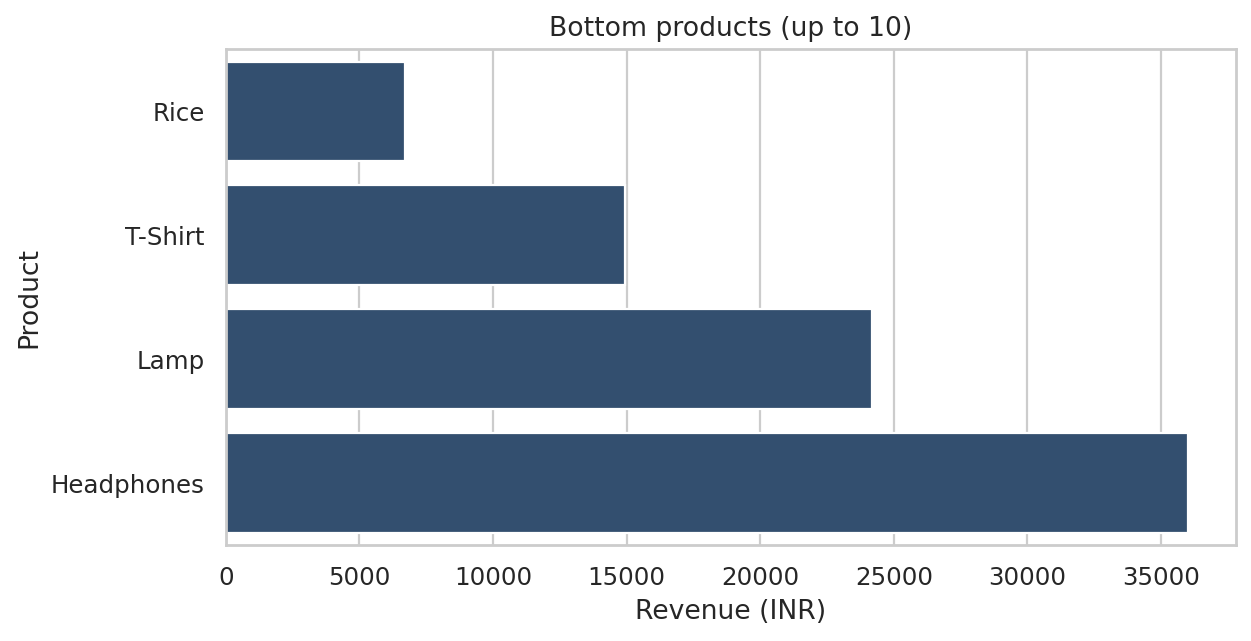 Bottom products (up to 10)
Rice
T-Shirt
Lamp
Headphones
Product
0 5000 10000 15000 20000 25000 30000 35000
Revenue (INR)